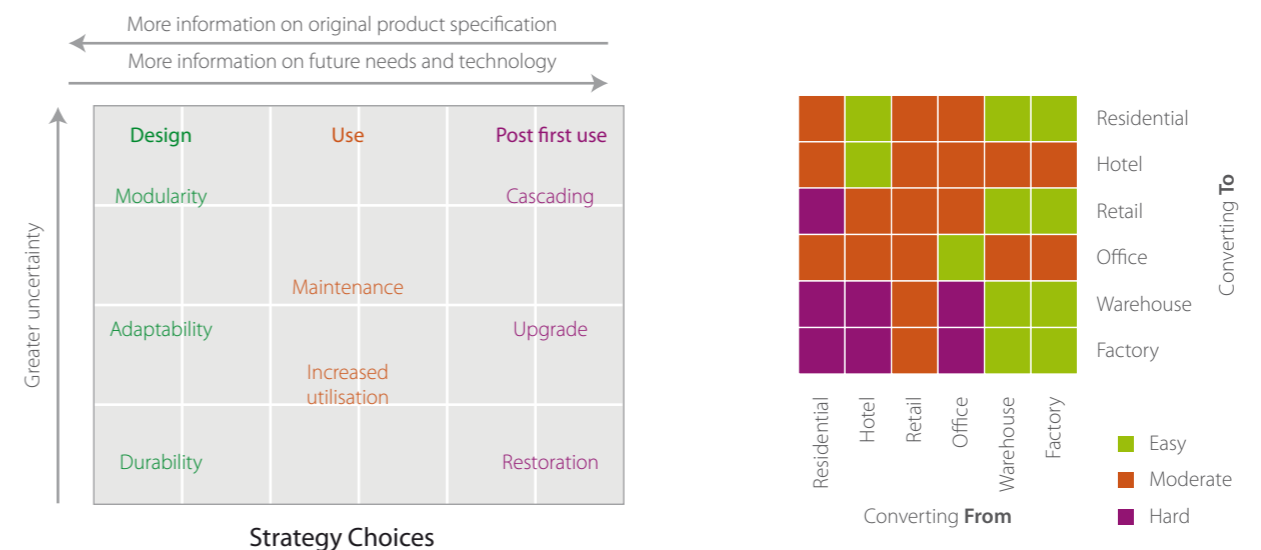 More information on original product specification
More information on future needs and technology
Greater uncertainty
Design
Use
Post first use
Modularity
Cascading
Maintenance
Adaptability
Upgrade
Increased
utilisation
Durability
Restoration
Strategy Choices
Residential
Hotel
Retail
Office
Warehouse
Factory
Converting To
Residential
Hotel
Retail
Office
Warehouse
Factory
Converting From
Easy
Moderate
Hard